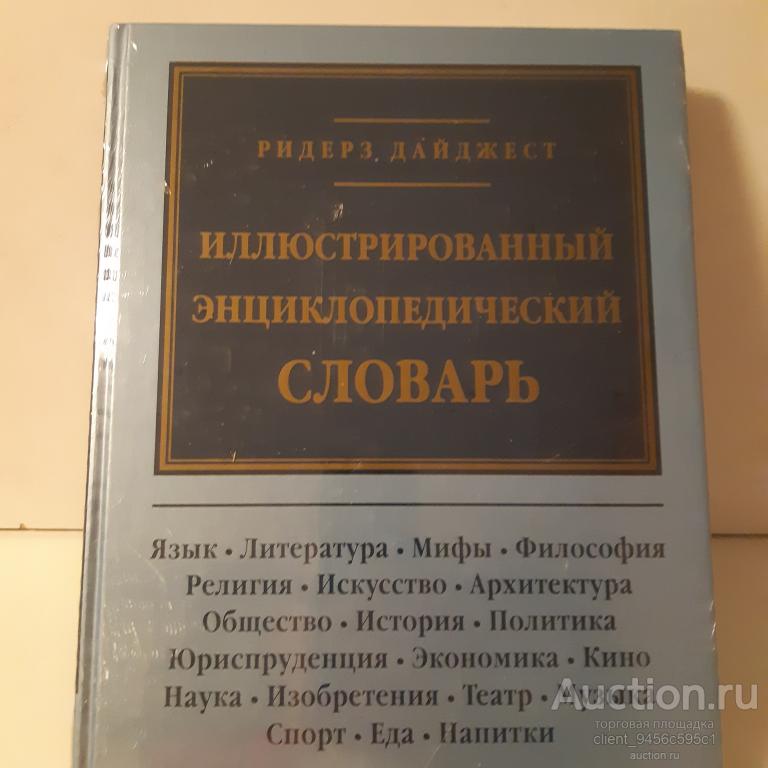 РИДЕРЗ ДАЙДЖЕСТ
ИЛЛЮСТРИРОВАННЫЙ
ЭНЦИКЛОПЕДИЧЕСКИЙ
СЛОВАРЬ
Язык • Литература • Мифы • Философия
Религия • Искусство • Архитектура
Общество • История • Политика
Юриспруденция • Экономика • Кино
Наука • Изобретения • Театр • Музыка
Спорт • Еда • Напитки
Auction.ru
торговая площадка
client_9456c595c1
auction.ru